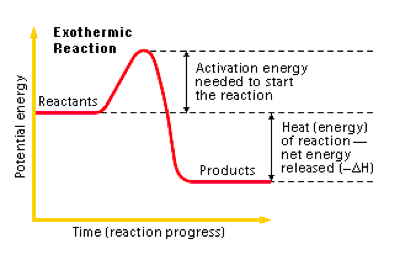 Exothermic
Reaction
Potential energy
Reactants
Activation energy
needed to start
the reaction
Heat (energy)
of reaction—
net energy
released (–ΔH)
Products
Time (reaction progress)